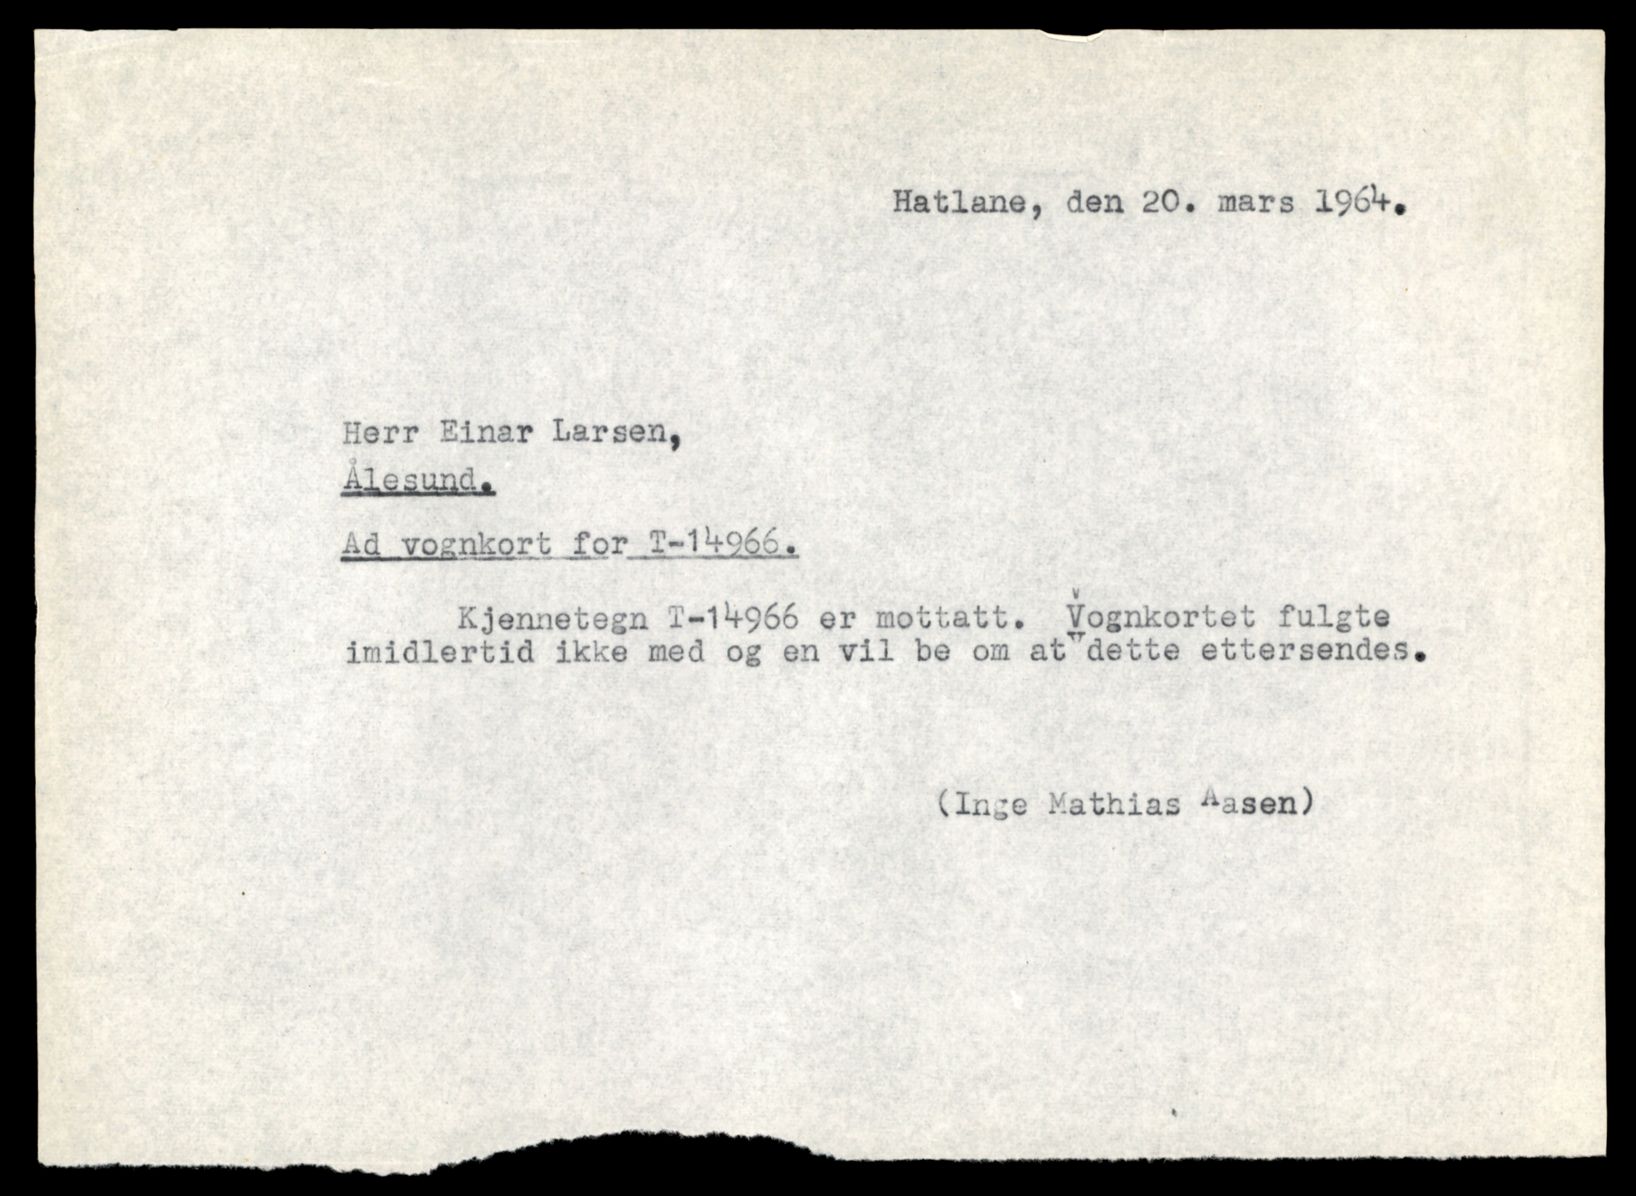 Hatlane, den 20. mars 1964.
Herr Einar Larsen,
Ålesund.
Ad vognkort for T-14966.
Kjennetegn T-14966 er mottatt. Vognkortet fulgte
imidlertid ikke med og en vil be om at dette ettersendes.
(Inge Mathias Aasen)